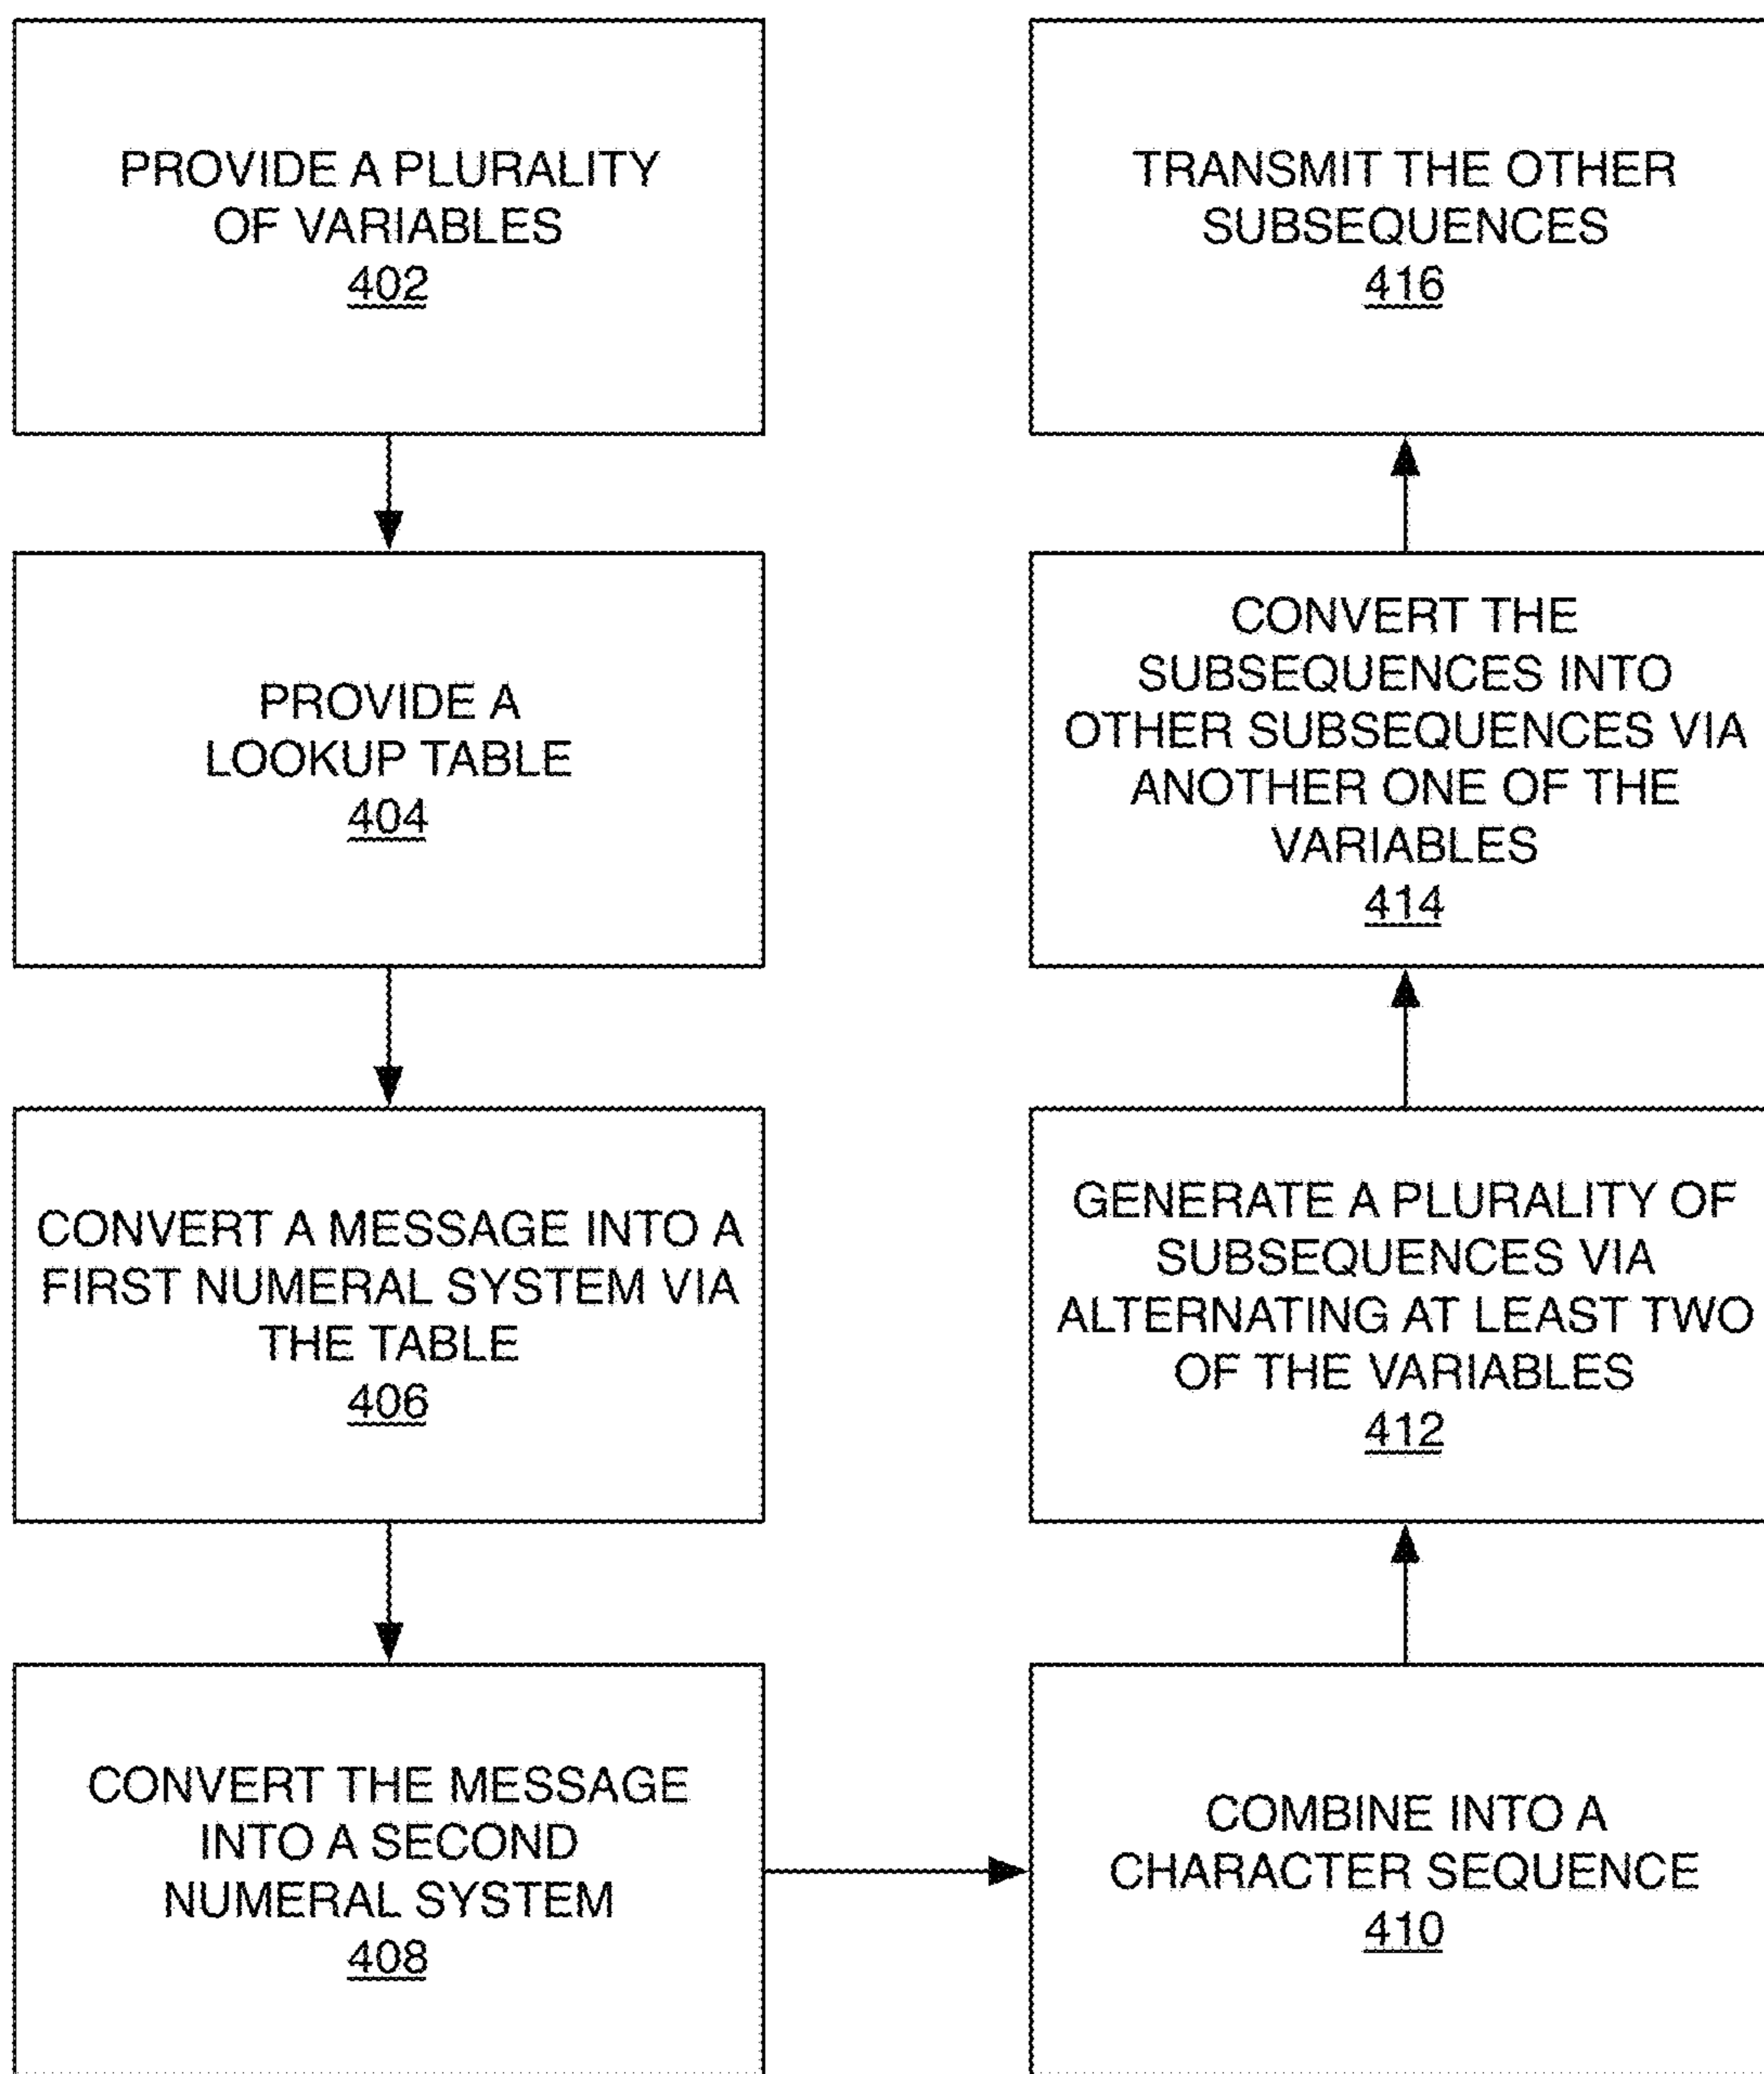 PROVIDE A PLURALITY
OF VARIABLES
402
PROVIDE A
LOOKUP TABLE
404
CONVERT A MESSAGE INTO A
FIRST NUMERAL SYSTEM VIA
THE TABLE
406
CONVERT THE MESSAGE
INTO A SECOND
NUMERAL SYSTEM
408
COMBINE INTO A
CHARACTER SEQUENCE
410
GENERATE A PLURALITY OF
SUBSEQUENCES VIA
ALTERNATING AT LEAST TWO
OF THE VARIABLES
412
CONVERT THE
SUBSEQUENCES INTO
OTHER SUBSEQUENCES VIA
ANOTHER ONE OF THE
VARIABLES
414
TRANSMIT THE OTHER
SUBSEQUENCES
416